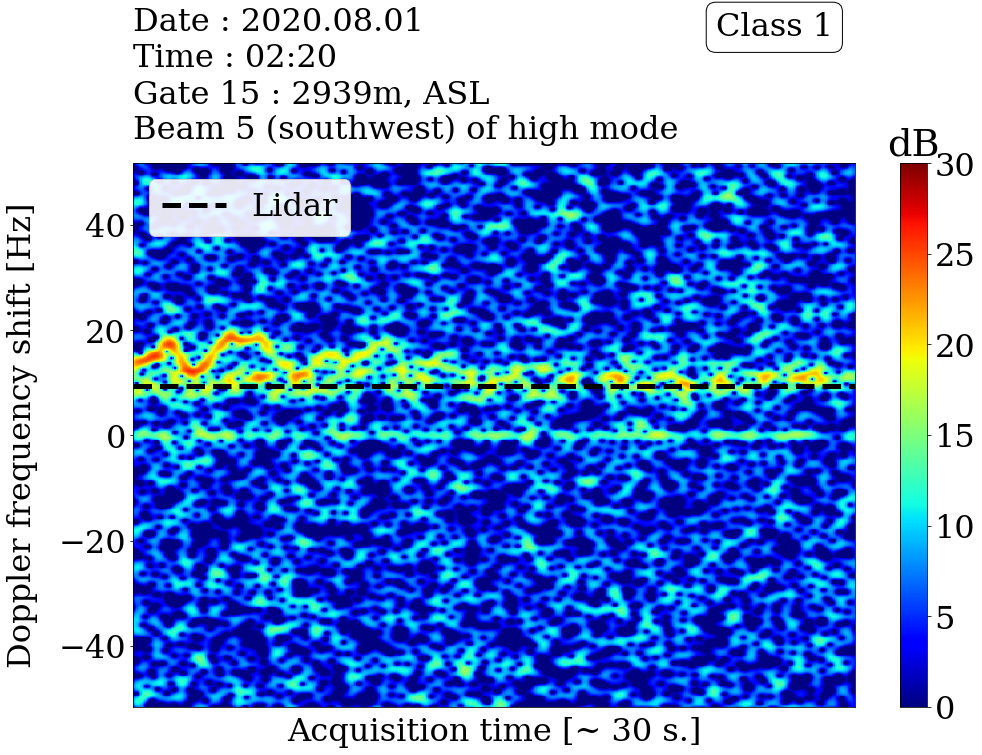 Date : 2020.08.01
Time : 02:20
Gate 15 : 2939m, ASL
Beam 5 (southwest) of high mode
Class 1
dB
Lidar
Doppler frequency shift [Hz]
40
20
0
−20
−40
30
25
20
15
10
5
0
Acquisition time [~ 30 s.]